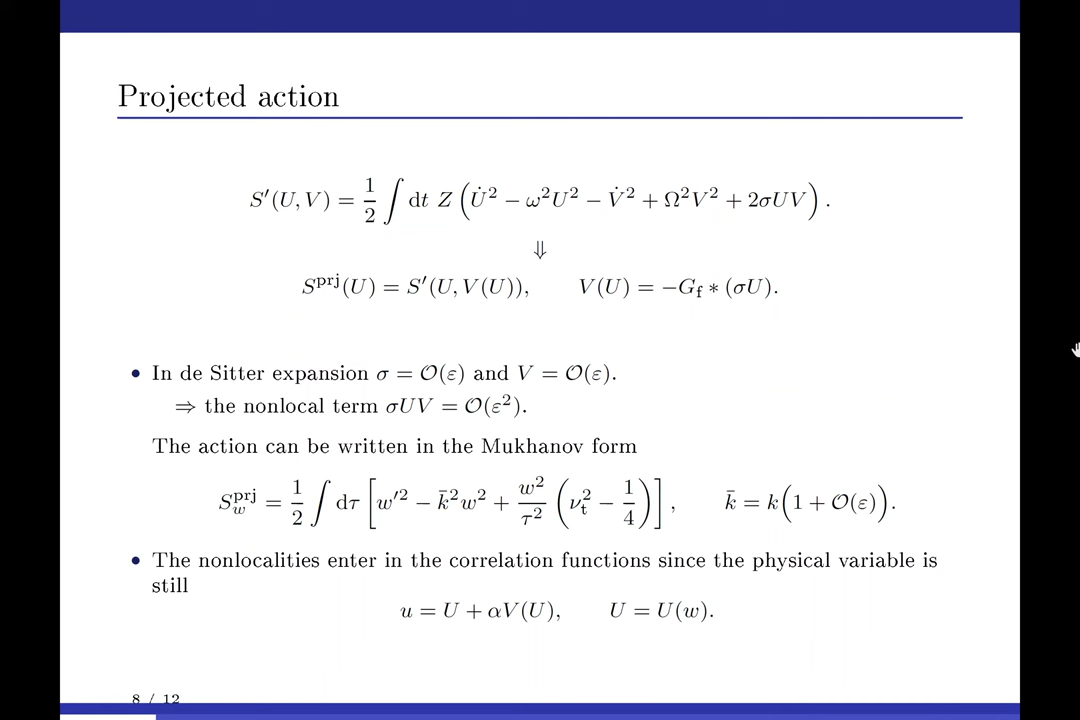 Projected action
S′(U, V) = 1/2 ∫ dt Z (U̇² − ω²U² − V̇² + Ω²V² + 2σUV) .
⇓
Sᵖʳʲ(U) = S′(U, V(U)), V(U) = −G_f ∗ (σU).
• In de Sitter expansion σ = 𝒪(ε) and V = 𝒪(ε).
⇒ the nonlocal term σUV = 𝒪(ε²).
The action can be written in the Mukhanov form
S_w^prj = 1/2 ∫ dτ [w′² − k̄²w² + w²/τ² (ν_t² − 1/4)] , k̄ = k(1 + 𝒪(ε)).
• The nonlocalities enter in the correlation functions since the physical variable is
still
u = U + αV(U), U = U(w).
8 / 12